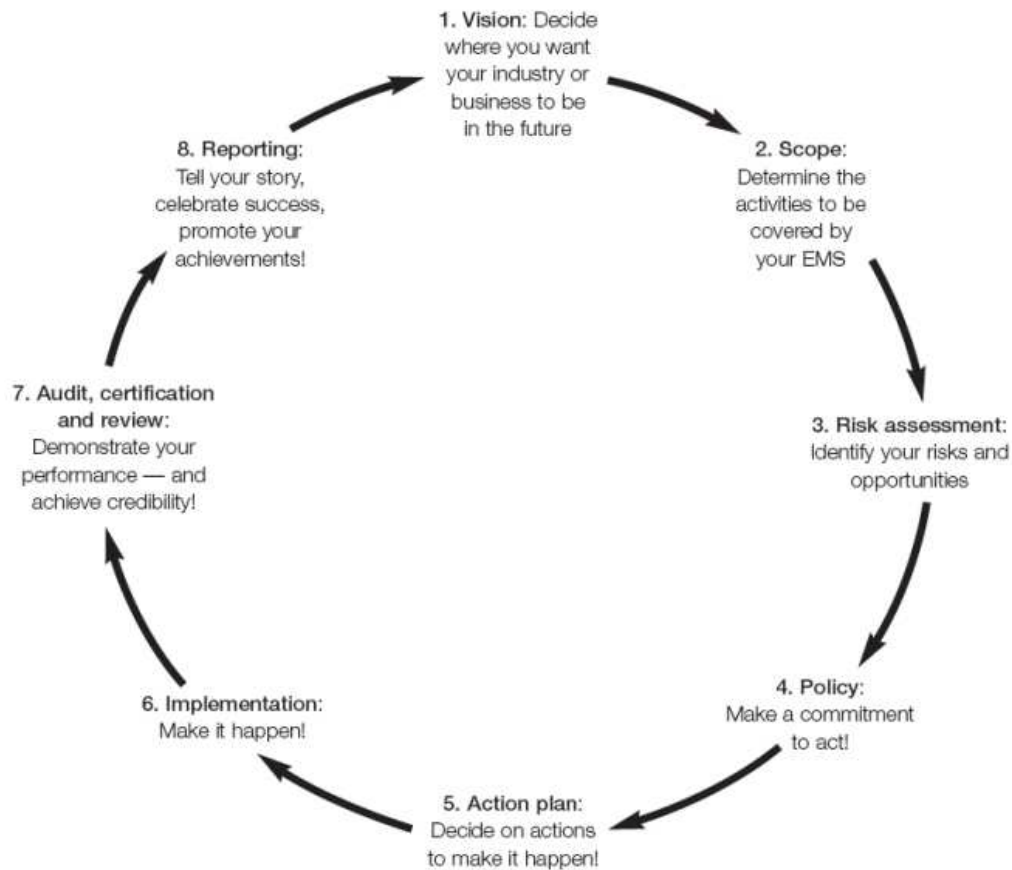 1. Vision: Decide
where you want
your industry or
business to be
in the future
2. Scope:
Determine the
activities to be
covered by
your EMS
3. Risk assessment:
Identify your risks and
opportunities
4. Policy:
Make a commitment
to act!
5. Action plan:
Decide on actions
to make it happen!
6. Implementation:
Make it happen!
7. Audit, certification
and review:
Demonstrate your
performance — and
achieve credibility!
8. Reporting:
Tell your story,
celebrate success,
promote your
achievements!